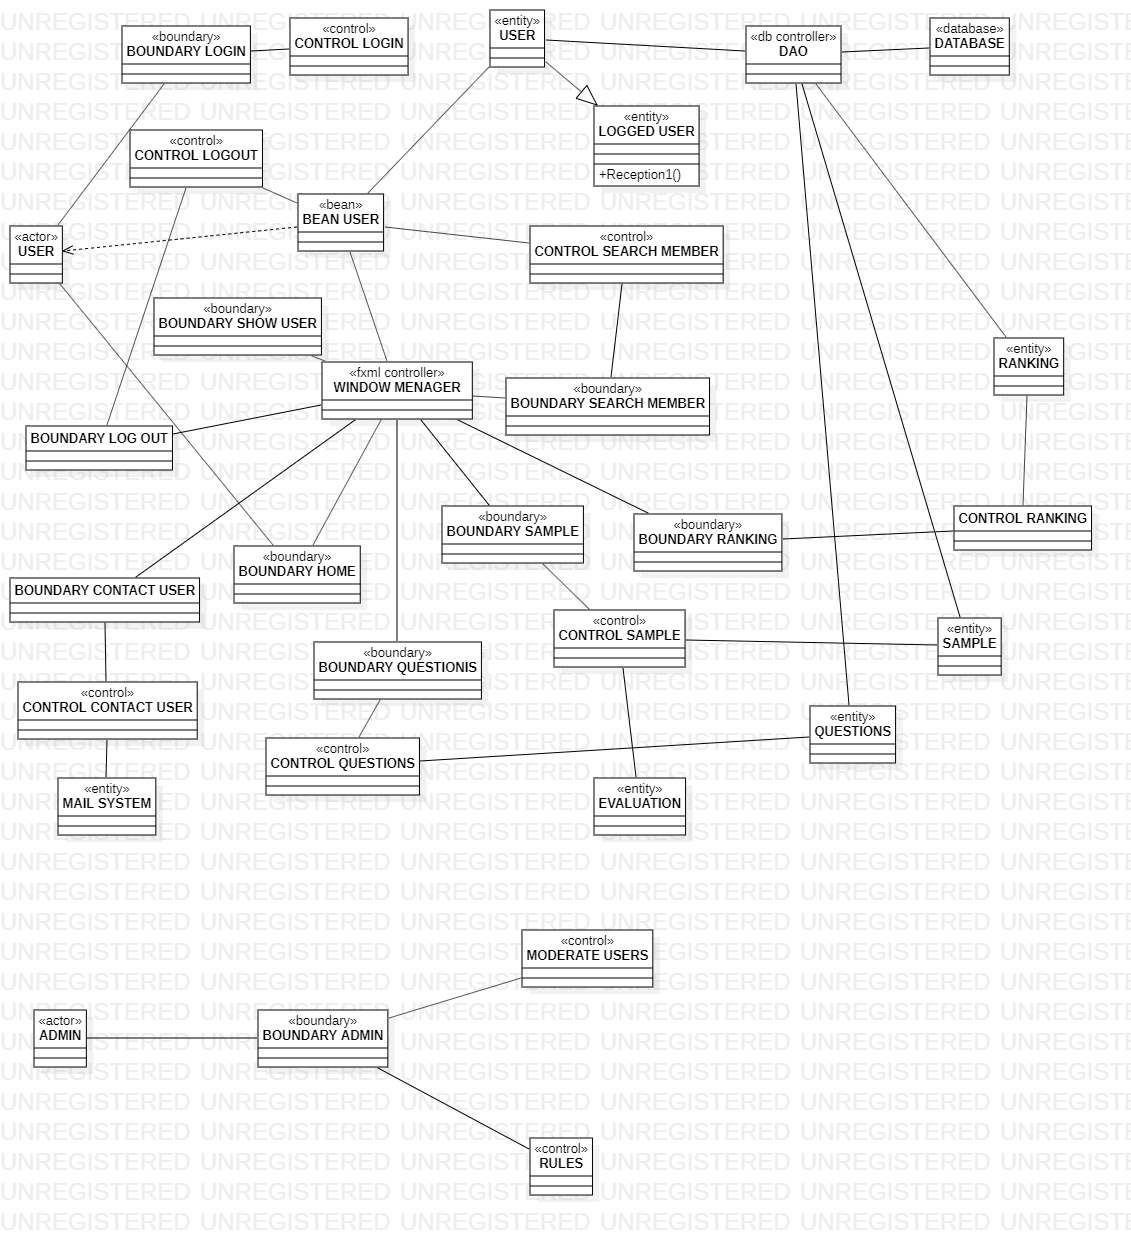 «boundary»
BOUNDARY LOGIN
«control»
CONTROL LOGIN
«entity»
USER
«db controller»
DAO
«database»
DATABASE
«entity»
LOGGED USER
+Reception1()
«control»
CONTROL LOGOUT
«bean»
BEAN USER
«actor»
USER
«control»
CONTROL SEARCH MEMBER
«boundary»
BOUNDARY SHOW USER
«fxml controller»
WINDOW MENAGER
«boundary»
BOUNDARY SEARCH MEMBER
«entity»
RANKING
BOUNDARY LOG OUT
«boundary»
BOUNDARY SAMPLE
«boundary»
BOUNDARY RANKING
CONTROL RANKING
«boundary»
BOUNDARY HOME
BOUNDARY CONTACT USER
«control»
CONTROL SAMPLE
«entity»
SAMPLE
«boundary»
BOUNDARY QUESTIONIS
«control»
CONTROL CONTACT USER
«entity»
QUESTIONS
«control»
CONTROL QUESTIONS
«entity»
MAIL SYSTEM
«entity»
EVALUATION
«control»
MODERATE USERS
«actor»
ADMIN
«boundary»
BOUNDARY ADMIN
«control»
RULES
UNREGISTERED